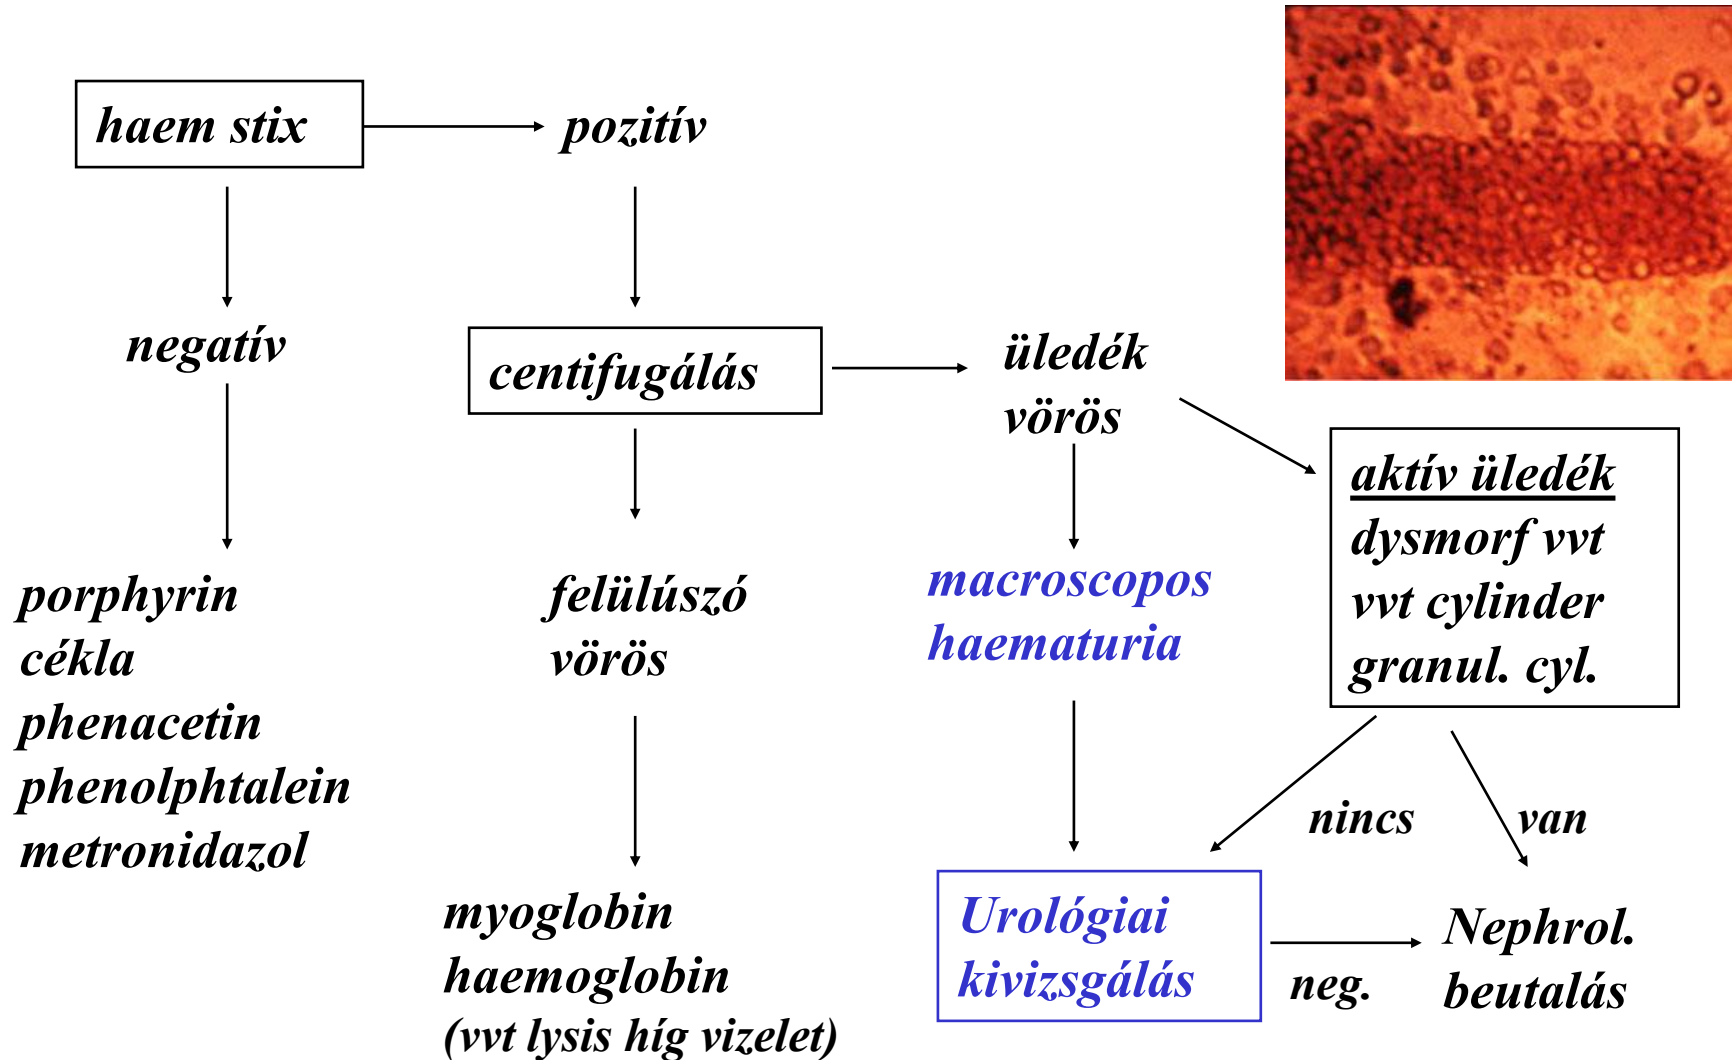 haem stix
pozitív
negatív
centifugálás
üledék
vörös
aktív üledék
dysmorf vvt
vvt cylinder
granul. cyl.
porphyrin
cékla
phenacetin
phenolphtalein
metronidazol
felülúszó
vörös
macroscopos
haematuria
nincs
van
myoglobin
haemoglobin
(vvt lysis híg vizelet)
Urológiai
kivizsgálás
neg.
Nephrol.
beutalás